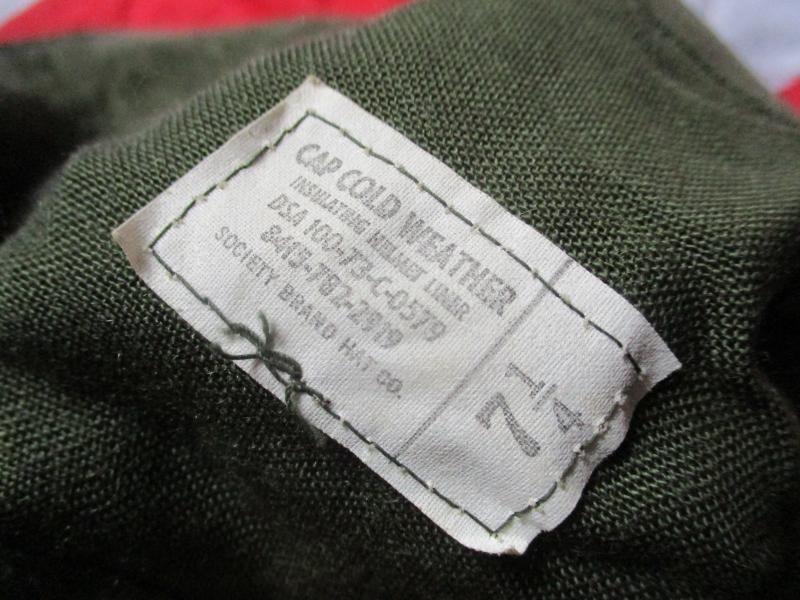 CAP COLD WEATHER
INSULATING HELMET LINER
DSA 100-73-C-0579
8415-782-2919
SOCIETY BRAND HAT CO.
7 1/4